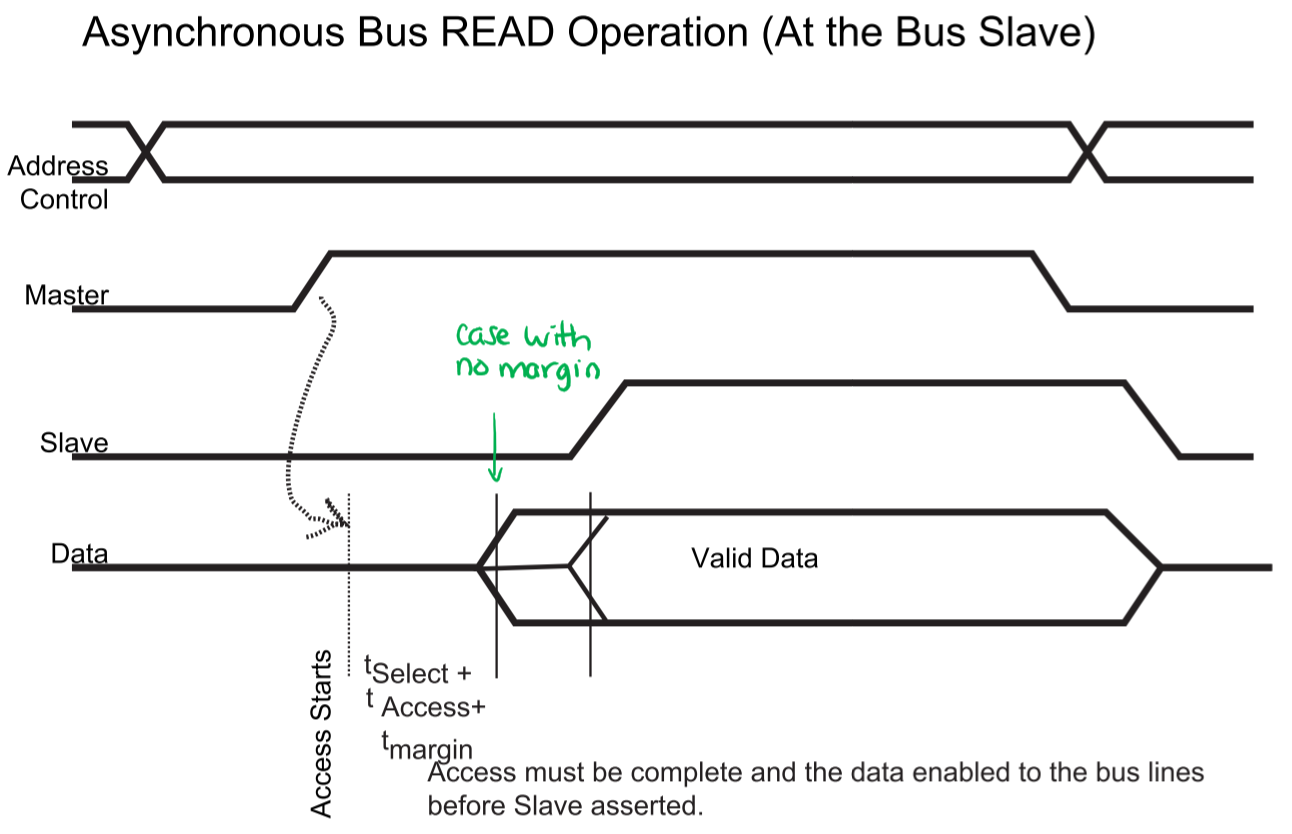 Asynchronous Bus READ Operation (At the Bus Slave)
Address
Control
Master
case with
no margin
Slave
Data
Valid Data
Access Starts
tSelect +
t Access+
tmargin
Access must be complete and the data enabled to the bus lines
before Slave asserted.